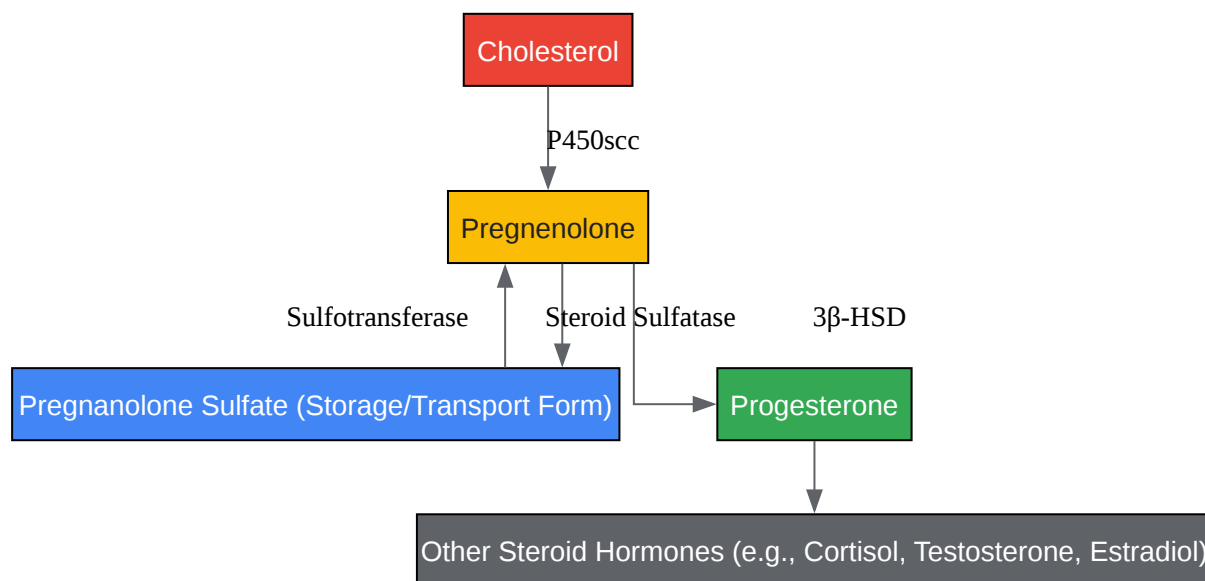 Cholesterol
P450scc
Pregnenolone
Sulfotransferase
Steroid Sulfatase
3β-HSD
Pregnanolone Sulfate (Storage/Transport Form)
Progesterone
Other Steroid Hormones (e.g., Cortisol, Testosterone, Estradiol)